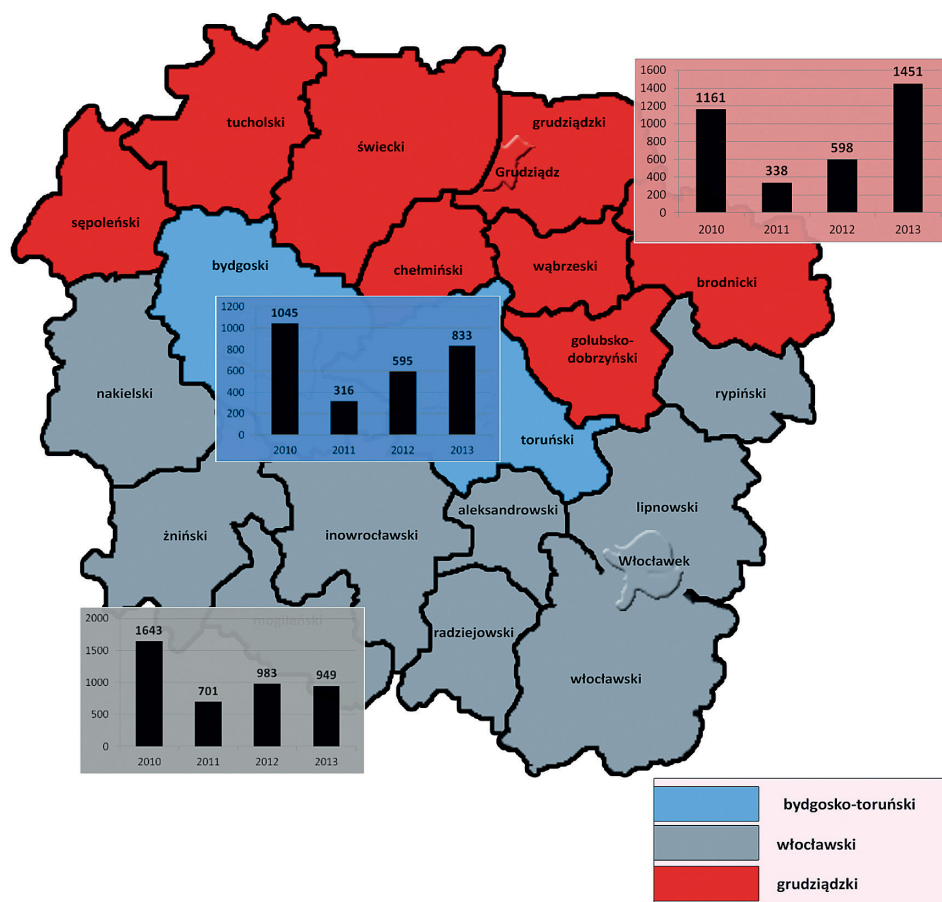 tucholski
świecki
grudziądzki
Grudziądz
sępoleński
bydgoski
chełmiński
wąbrzeski
brodnicki
golubsko-
dobrzyński
nakielski
rypiński
toruński
aleksandrowski
lipnowski
żniński
inowrocławski
Włocławek
mogileński
radziejowski
włocławski
1600
1400
1200
1000
800
600
400
200
0
1161
338
598
1451
2010 2011 2012 2013
1200
1000
800
600
400
200
0
1045
316
595
833
2010 2011 2012 2013
2000
1500
1000
500
0
1643
701
983
949
2010 2011 2012 2013
bydgosko-toruński
włocławski
grudziądzki